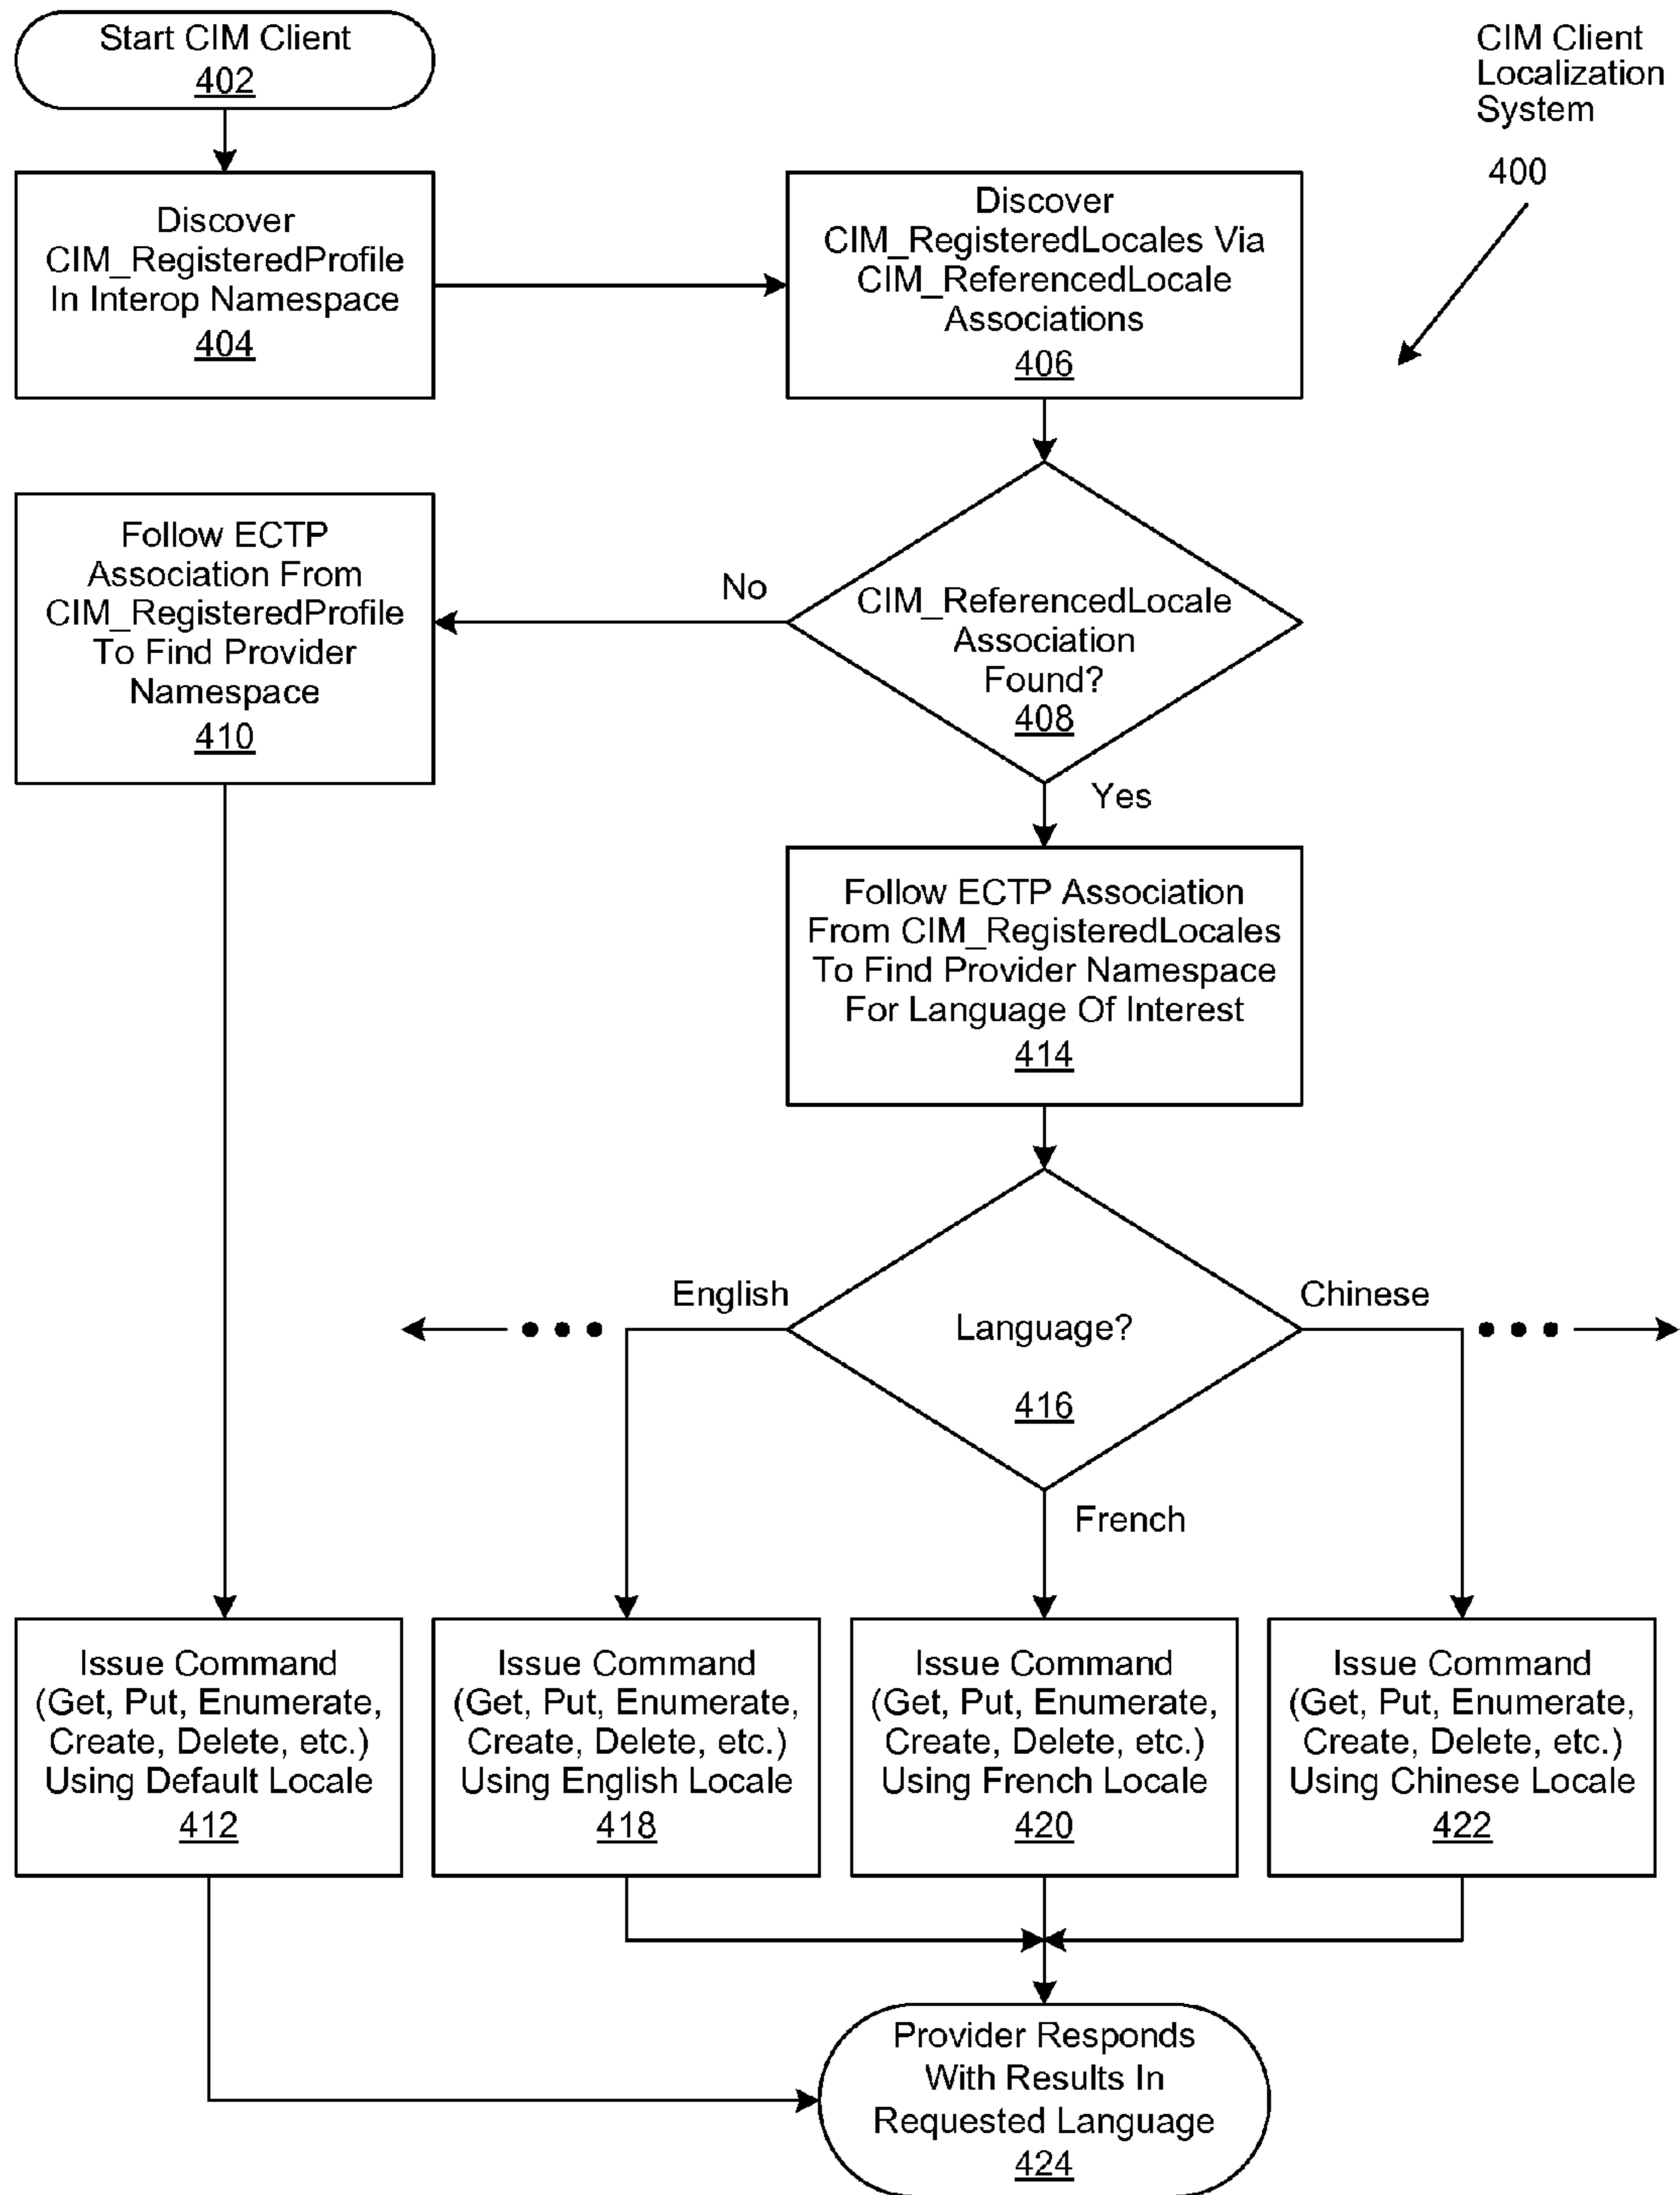 Start CIM Client
402
CIM Client
Localization
System
400
Discover
CIM_RegisteredProfile
In Interop Namespace
404
Discover
CIM_RegisteredLocales Via
CIM_ReferencedLocale
Associations
406
Follow ECTP
Association From
CIM_RegisteredProfile
To Find Provider
Namespace
410
No
CIM_ReferencedLocale
Association
Found?
408
Yes
Follow ECTP Association
From CIM_RegisteredLocales
To Find Provider Namespace
For Language Of Interest
414
English
Language?
416
Chinese
French
Issue Command
(Get, Put, Enumerate,
Create, Delete, etc.)
Using Default Locale
412
Issue Command
(Get, Put, Enumerate,
Create, Delete, etc.)
Using English Locale
418
Issue Command
(Get, Put, Enumerate,
Create, Delete, etc.)
Using French Locale
420
Issue Command
(Get, Put, Enumerate,
Create, Delete, etc.)
Using Chinese Locale
422
Provider Responds
With Results In
Requested Language
424